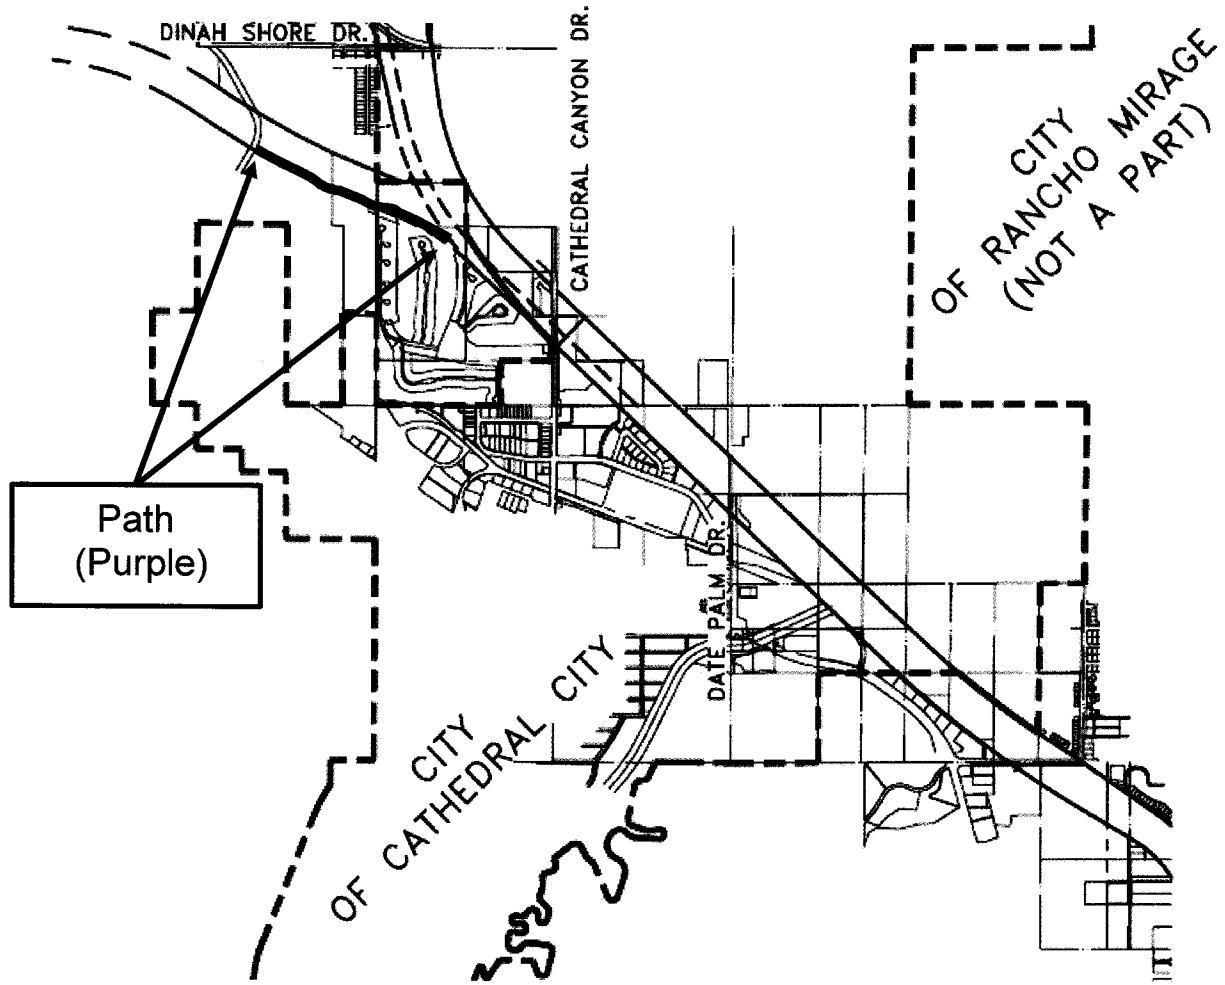 DINAH SHORE DR.
CATHEDRAL CANYON DR.
CITY
OF RANCHO MIRAGE
(NOT A PART)
Path
(Purple)
DATE PALM DR.
CITY
OF CATHEDRAL CITY